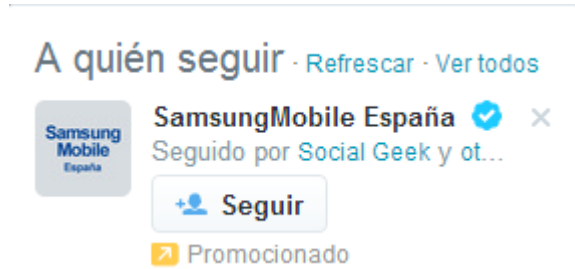 A quién seguir · Refrescar · Ver todos
Samsung
Mobile
España
SamsungMobile España
Seguido por Social Geek y ot...
Seguir
Promocionado